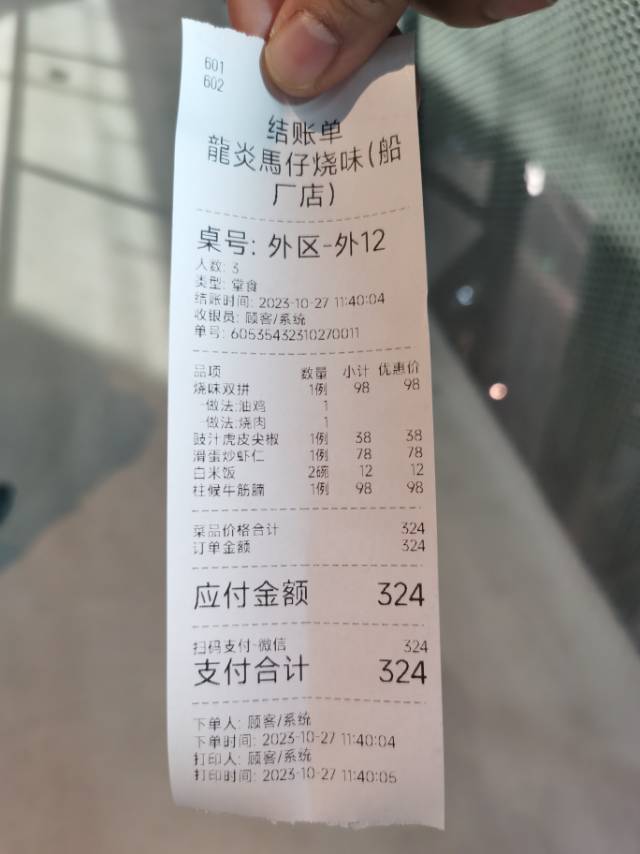 601
602
结账单
龍炎馬仔烧味(船
厂店)
桌号: 外区-外12
人数: 3
类型: 堂食
结账时间: 2023-10-27 11:40:04
收银员: 顾客/系统
单号: 60535432310270011
品项 数量 小计 优惠价
烧味双拼 1例 98 98
-做法:油鸡 1
-做法:烧肉 1
豉汁虎皮尖椒 1例 38 38
滑蛋炒虾仁 1例 78 78
白米饭 2碗 12 12
柱候牛筋腩 1例 98 98
菜品价格合计 324
订单金额 324
应付金额 324
扫码支付-微信 324
支付合计 324
下单人: 顾客/系统
下单时间: 2023-10-27 11:40:04
打印人: 顾客/系统
打印时间: 2023-10-27 11:40:05